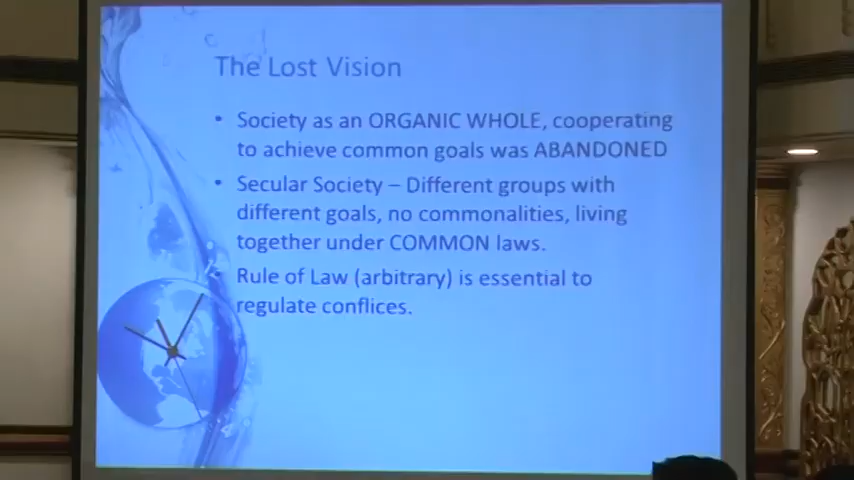 The Lost Vision
• Society as an ORGANIC WHOLE, cooperating
to achieve common goals was ABANDONED
• Secular Society – Different groups with
different goals, no commonalities, living
together under COMMON laws.
Rule of Law (arbitrary) is essential to
regulate conflices.